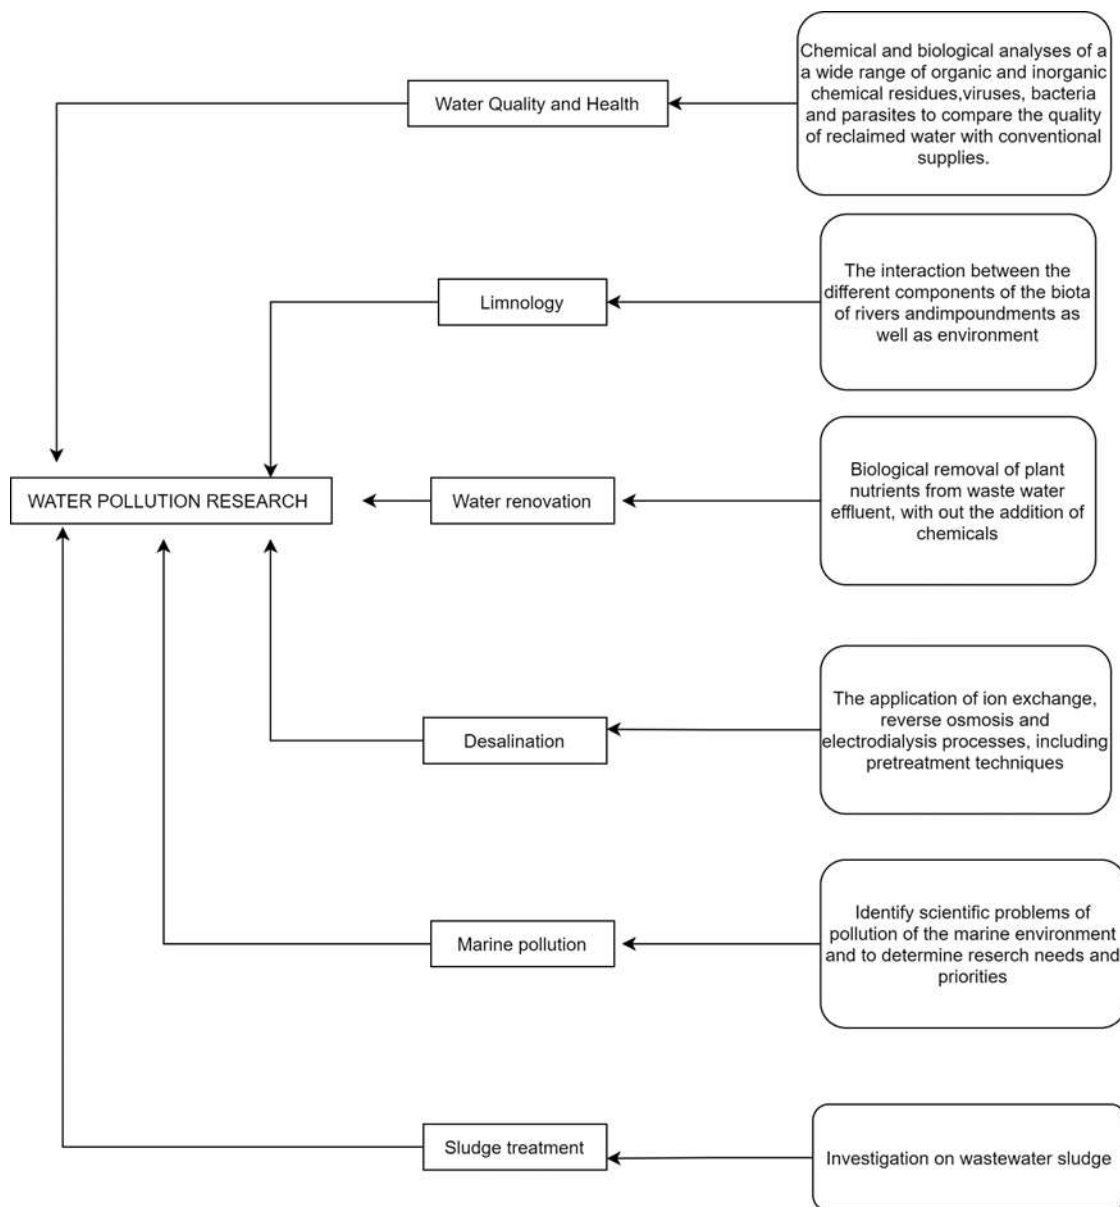 Chemical and biological analyses of a
a wide range of organic and inorganic
chemical residues,viruses, bacteria
and parasites to compare the quality
of reclaimed water with conventional
supplies.
Water Quality and Health
The interaction between the
different components of the biota
of rivers andimpoundments as
well as environment
Limnology
Biological removal of plant
nutrients from waste water
effluent, with out the addition of
chemicals
WATER POLLUTION RESEARCH
Water renovation
The application of ion exchange,
reverse osmosis and
electrodialysis processes, including
pretreatment techniques
Desalination
Identify scientific problems of
pollution of the marine environment
and to determine reserch needs and
priorities
Marine pollution
Sludge treatment
Investigation on wastewater sludge